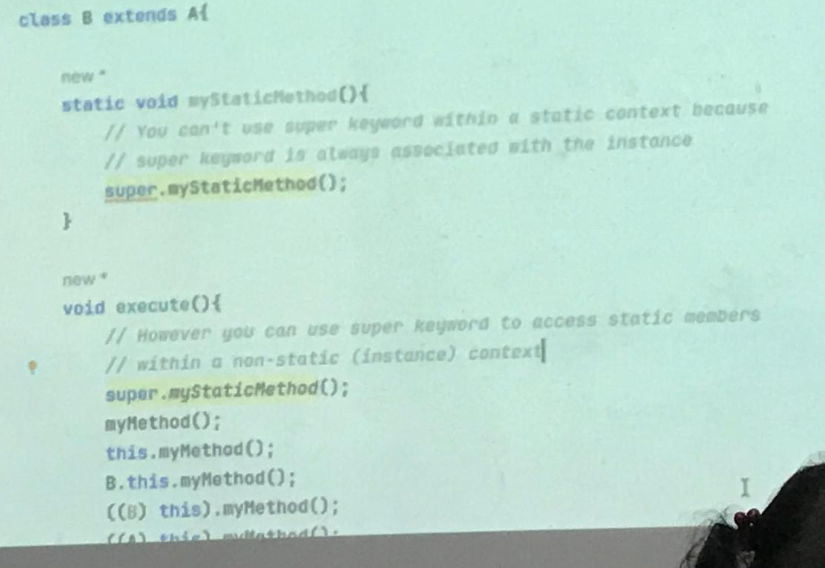 class B extends A{
new *
static void myStaticMethod(){
// You can't use super keyword within a static context because
// super keyword is always associated with the instance
super.myStaticMethod();
}
new *
void execute(){
// However you can use super keyword to access static members
// within a non-static (instance) context
super.myStaticMethod();
myMethod();
this.myMethod();
B.this.myMethod();
((B) this).myMethod();
((A) this).myMethod();